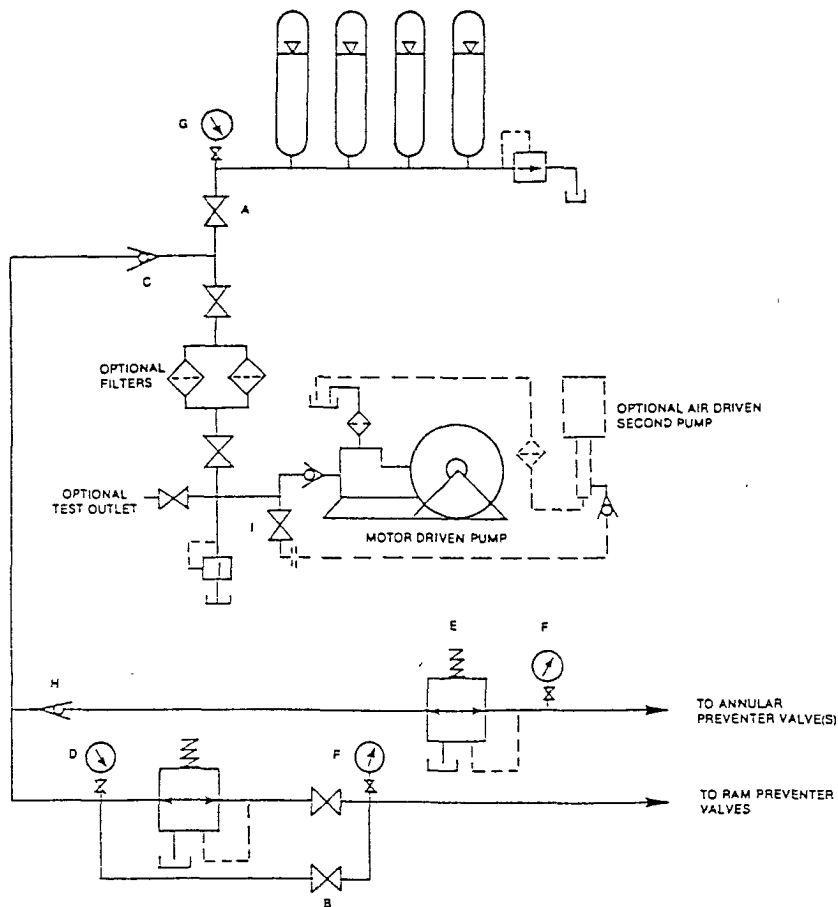 G
A
C
OPTIONAL
FILTERS
OPTIONAL AIR DRIVEN
SECOND PUMP
OPTIONAL
TEST OUTLET
I
MOTOR DRIVEN PUMP
E
F
H
TO ANNULAR
PREVENTER VALVE(S)
D
F
TO RAM PREVENTER
VALVES
B